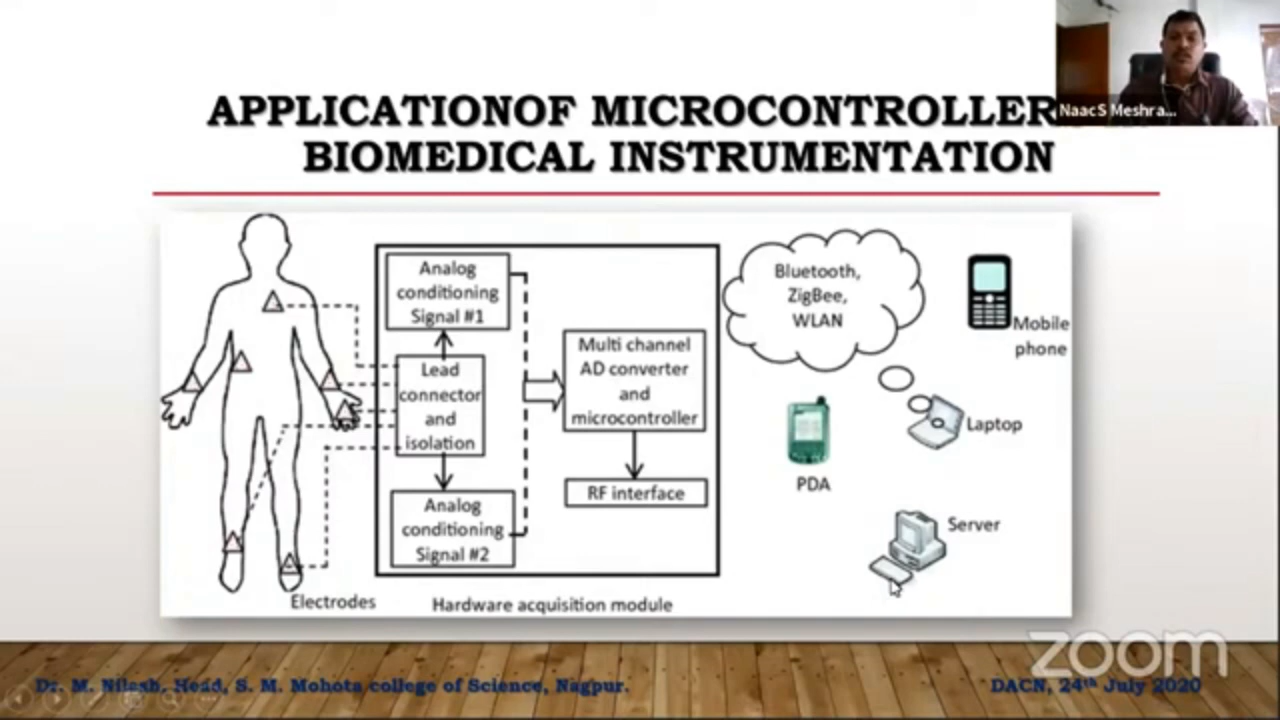 APPLICATIONOF MICROCONTROLLER
BIOMEDICAL INSTRUMENTATION
NaacS Meshra...
Analog
conditioning
Signal #1
Lead
connector
and
isolation
Analog
conditioning
Signal #2
Multi channel
AD converter
and
microcontroller
RF interface
Electrodes
Hardware acquisition module
Bluetooth,
ZigBee,
WLAN
Mobile
phone
Laptop
PDA
Server
zoom
Dr. M. Nilesh, Head, S. M. Mohota college of Science, Nagpur.
DACN, 24th July 2020